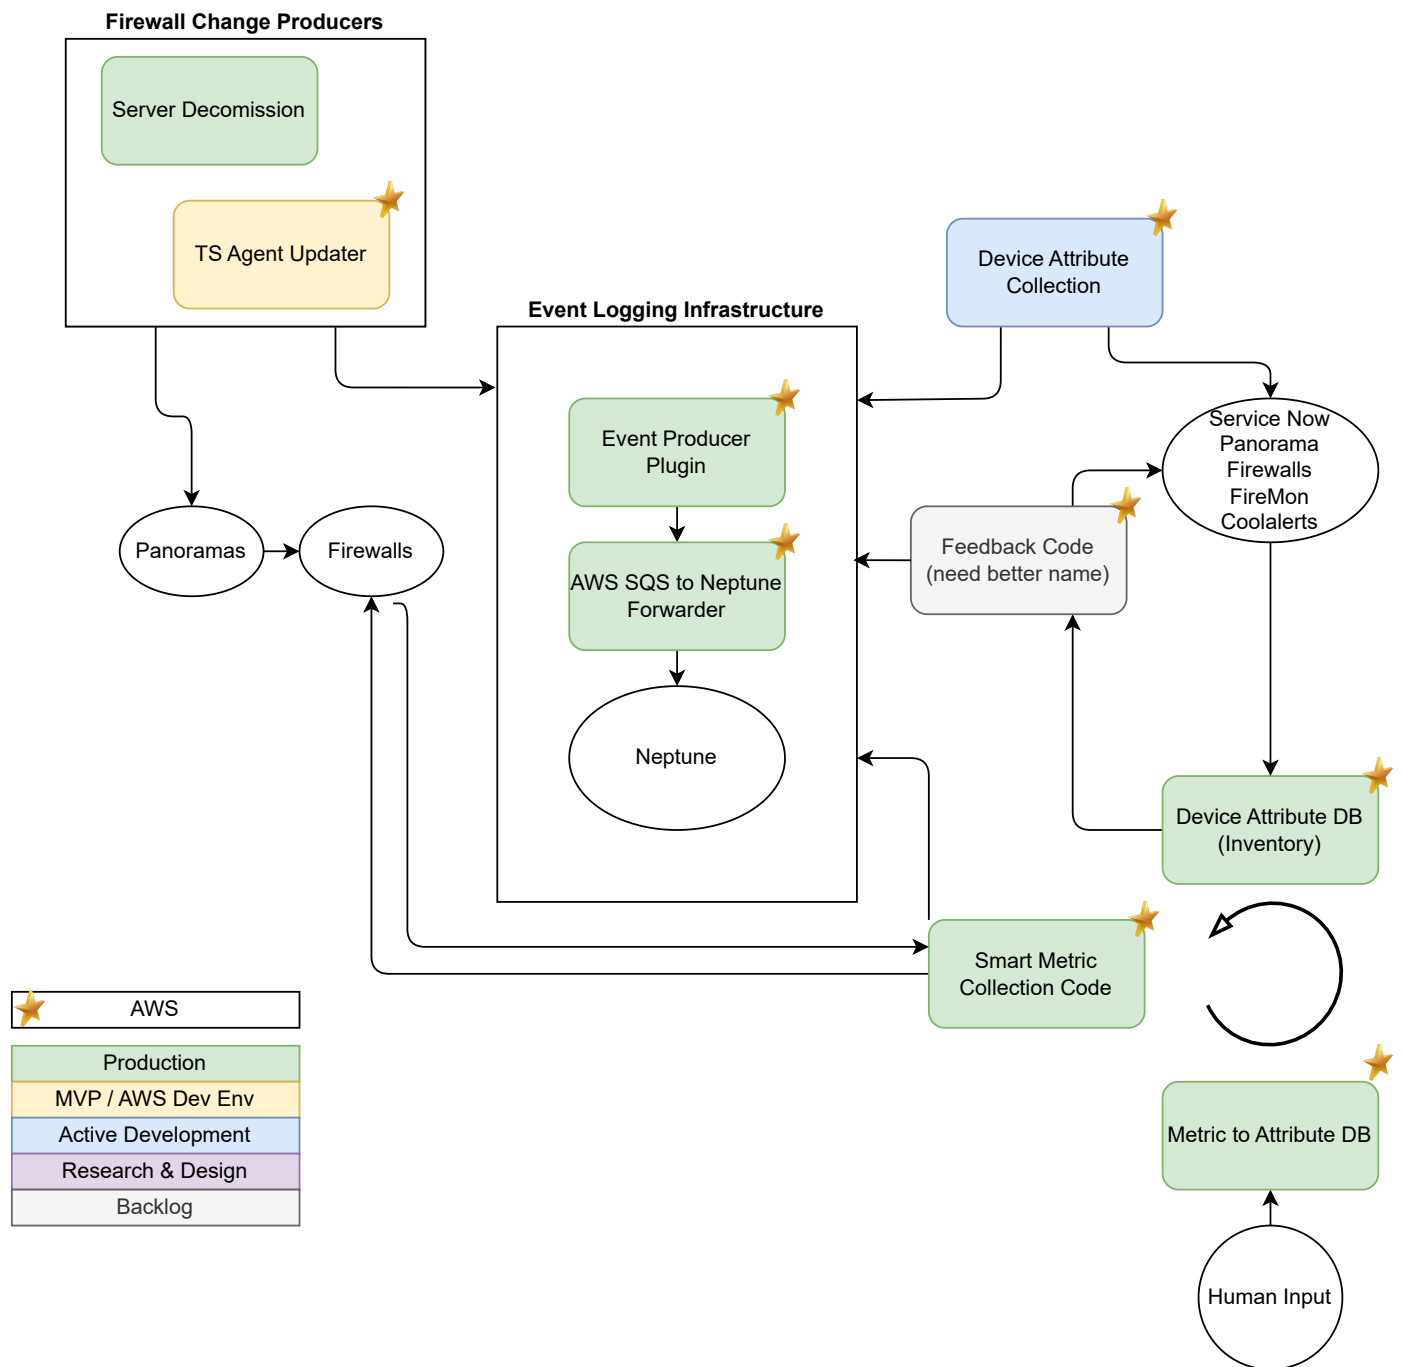 Firewall Change Producers
Server Decomission
TS Agent Updater
Device Attribute
Collection
Event Logging Infrastructure
Event Producer
Plugin
Service Now
Panorama
Firewalls
FireMon
Coolalerts
Panoramas
Firewalls
Feedback Code
(need better name)
AWS SQS to Neptune
Forwarder
Neptune
Device Attribute DB
(Inventory)
Smart Metric
Collection Code
AWS
Production
MVP / AWS Dev Env
Active Development
Research & Design
Backlog
Metric to Attribute DB
Human Input